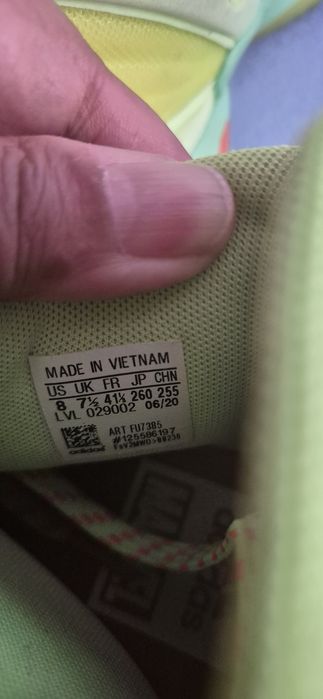 MADE IN VIETNAM
US UK FR JP CHN
8 7½ 41⅓ 260 255
LVL 029002 06/20
ART FU7385
#125586197
adidas